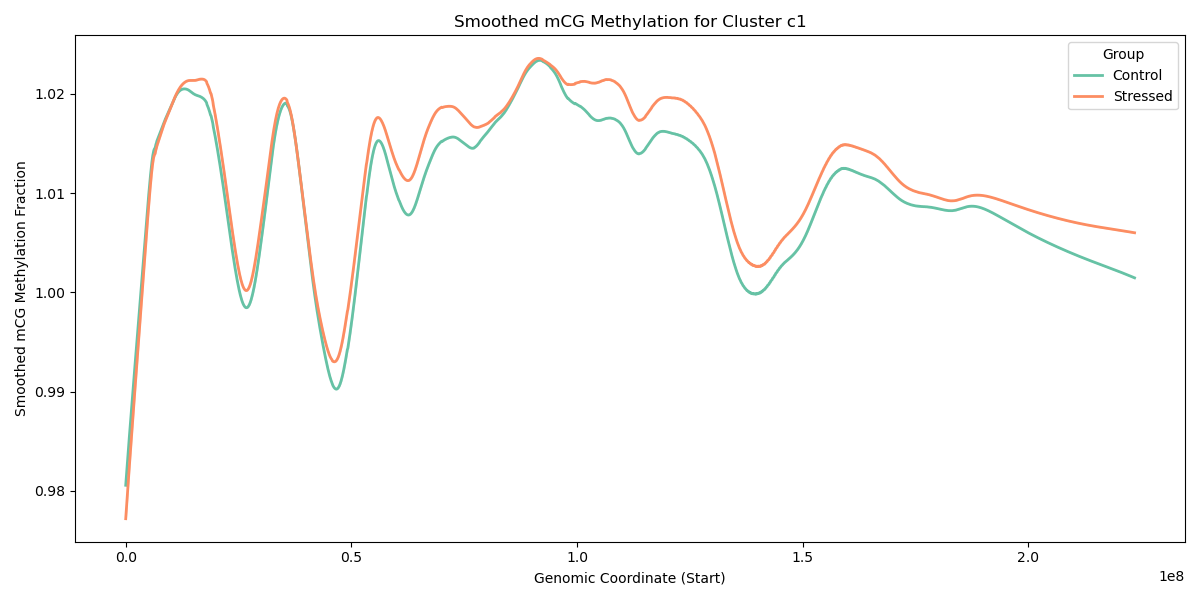 Smoothed mCG Methylation for Cluster c1
Group
Control
Stressed
Smoothed mCG Methylation Fraction
1.02
1.01
1.00
0.99
0.98
0.0 0.5 1.0 1.5 2.0
1e8
Genomic Coordinate (Start)